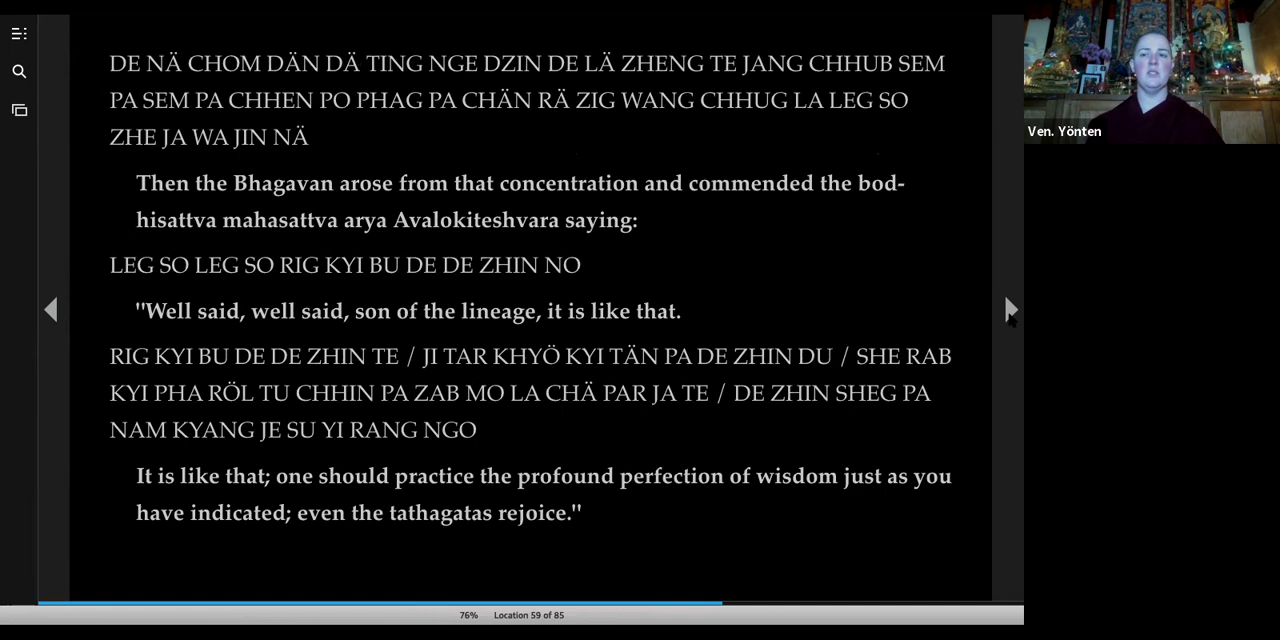 DE NÄ CHOM DÄN DÄ TING NGE DZIN DE LÄ ZHENG TE JANG CHHUB SEM
PA SEM PA CHHEN PO PHAG PA CHÄN RÄ ZIG WANG CHHUG LA LEG SO
ZHE JA WA JIN NÄ
Then the Bhagavan arose from that concentration and commended the bod-
hisattva mahasattva arya Avalokiteshvara saying:
LEG SO LEG SO RIG KYI BU DE DE ZHIN NO
"Well said, well said, son of the lineage, it is like that.
RIG KYI BU DE DE ZHIN TE / JI TAR KHYÖ KYI TÄN PA DE ZHIN DU / SHE RAB
KYI PHA RÖL TU CHHIN PA ZAB MO LA CHÄ PAR JA TE / DE ZHIN SHEG PA
NAM KYANG JE SU YI RANG NGO
It is like that; one should practice the profound perfection of wisdom just as you
have indicated; even the tathagatas rejoice."
76% Location 59 of 85
Ven. Yönten